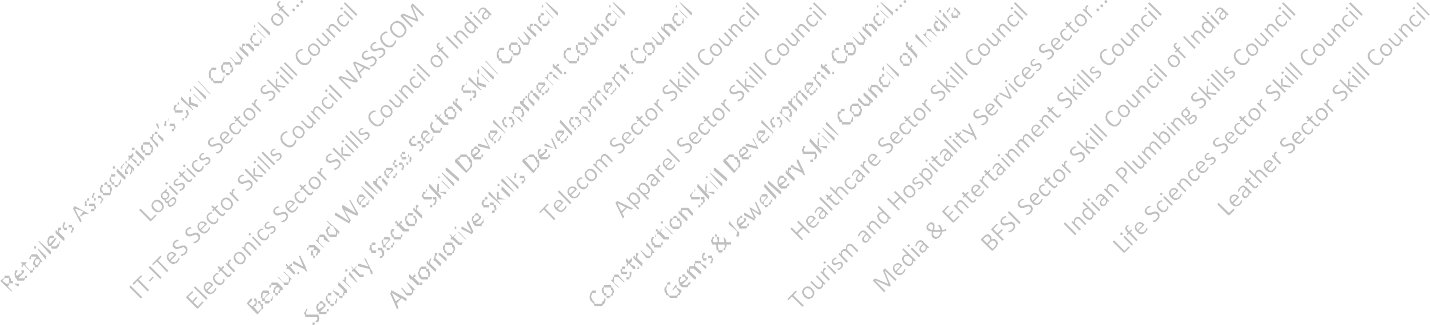 Retailers Association's Skill Council of...
Logistics Sector Skill Council
IT-ITeS Sector Skills Council NASSCOM
Electronics Sector Skills Council of India
Beauty and Wellness Sector Skill Council
Security Sector Skill Development Council
Automotive Skills Development Council
Telecom Sector Skill Council
Apparel Sector Skill Council
Construction Skill Development Council...
Gems & Jewellery Skill Council of India
Healthcare Sector Skill Council
Tourism and Hospitality Services Sector...
Media & Entertainment Skills Council
BFSI Sector Skill Council of India
Indian Plumbing Skills Council
Life Sciences Sector Skill Council
Leather Sector Skill Council